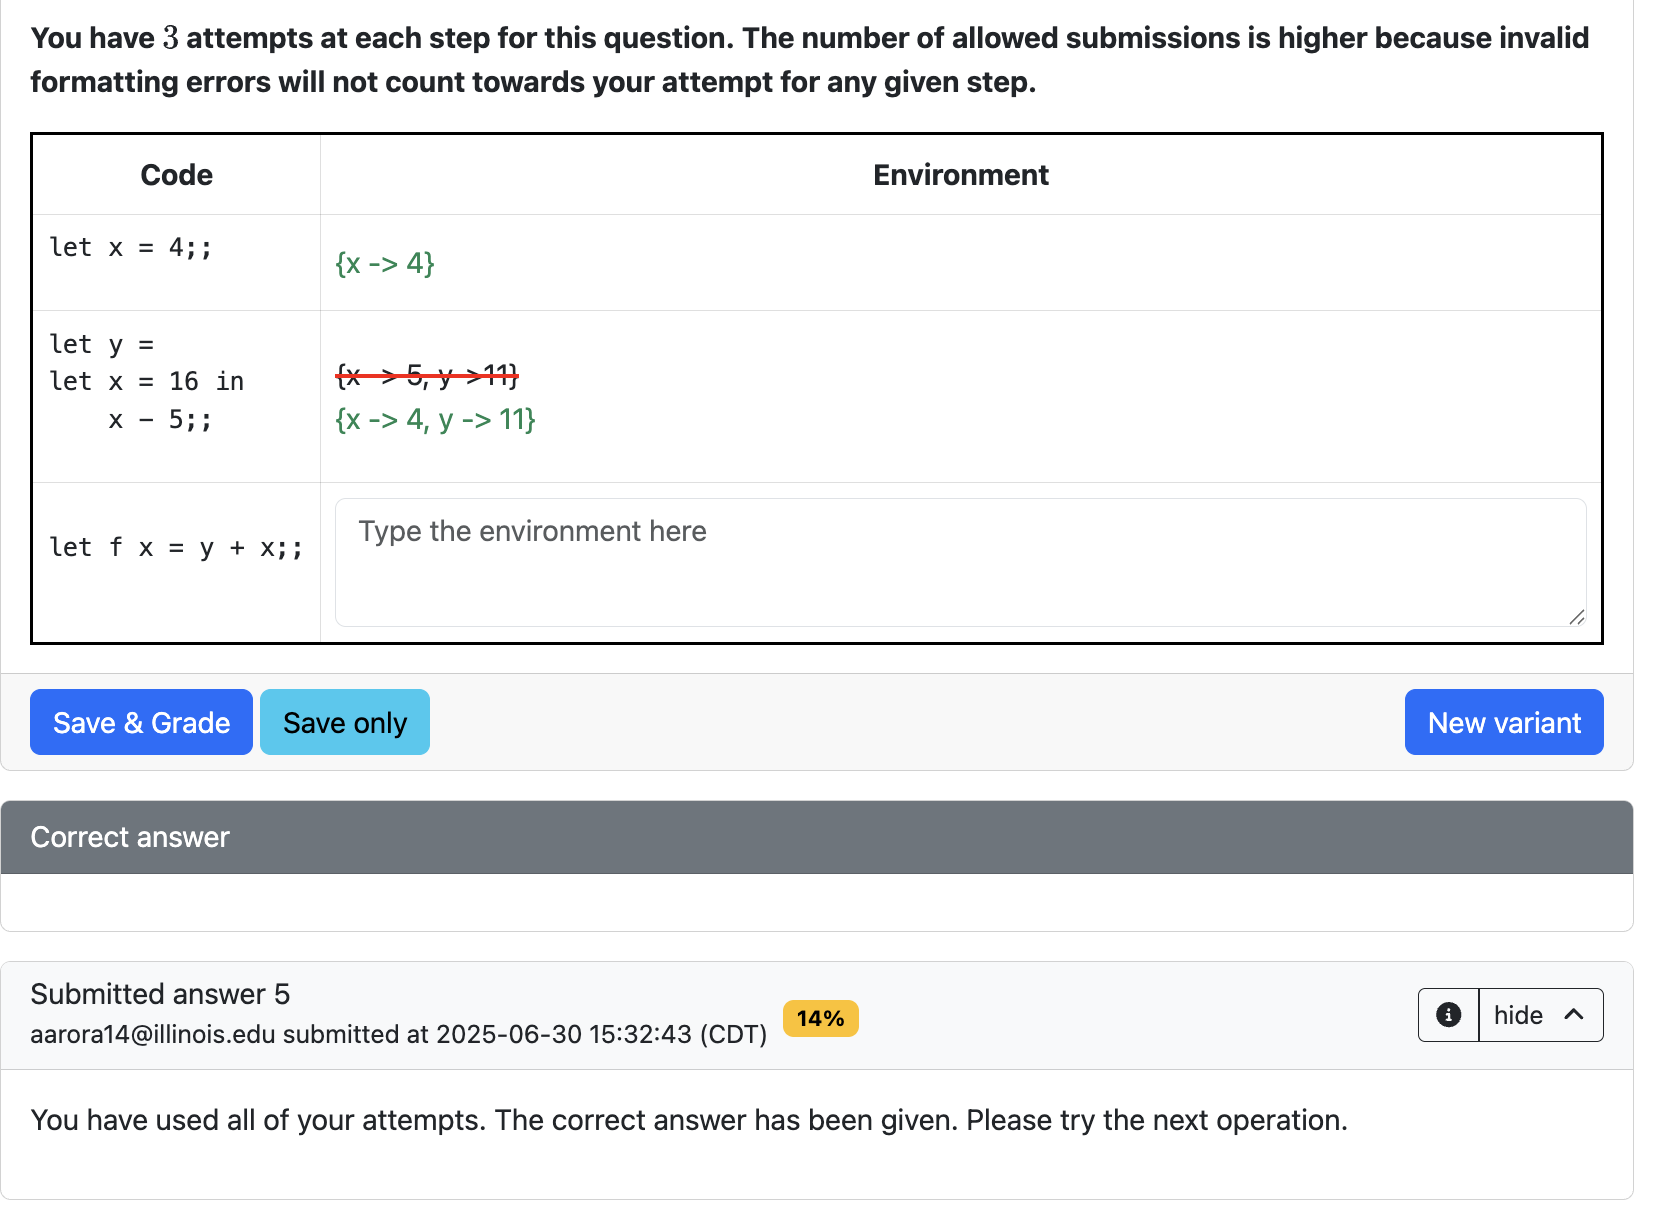 You have 3 attempts at each step for this question. The number of allowed submissions is higher because invalid
formatting errors will not count towards your attempt for any given step.
Code
Environment
let x = 4;;
{x -> 4}
let y =
let x = 16 in
x - 5;;
{x -> 5, y ->11}
{x -> 4, y -> 11}
let f x = y + x;;
Type the environment here
Save & Grade
Save only
New variant
Correct answer
Submitted answer 5
aarora14@illinois.edu submitted at 2025-06-30 15:32:43 (CDT)
14%
hide
You have used all of your attempts. The correct answer has been given. Please try the next operation.